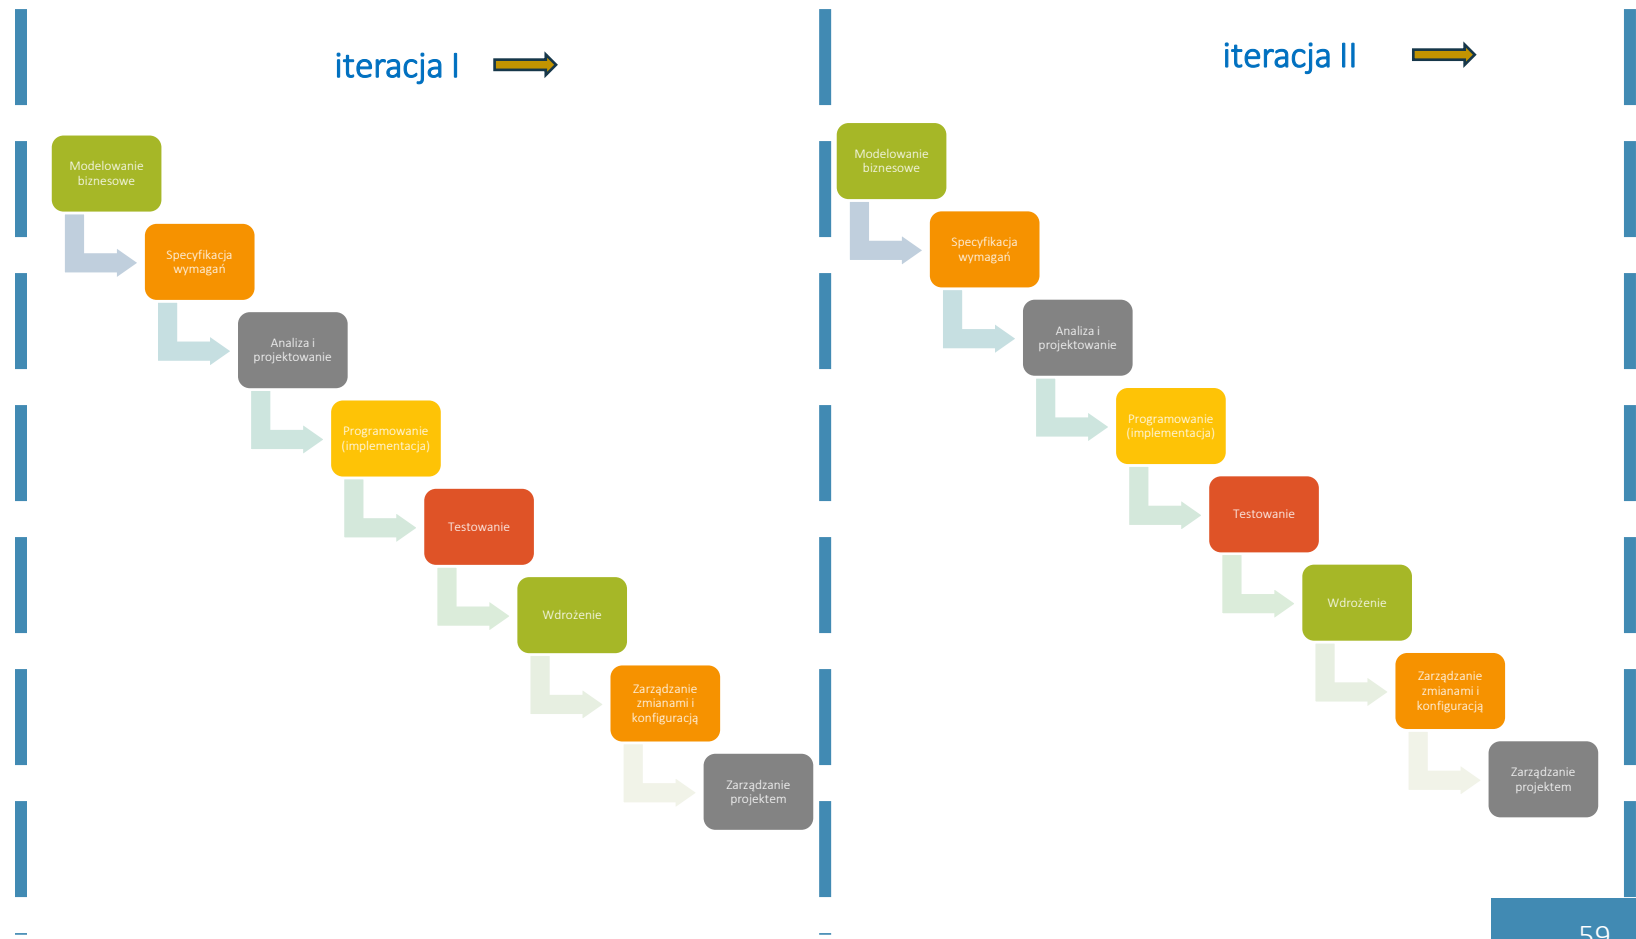 iteracja I
Modelowanie
biznesowe
Specyfikacja
wymagań
Analiza i
projektowanie
Programowanie
(implementacja)
Testowanie
Wdrożenie
Zarządzanie
zmianami i
konfiguracją
Zarządzanie
projektem
iteracja II
Modelowanie
biznesowe
Specyfikacja
wymagań
Analiza i
projektowanie
Programowanie
(implementacja)
Testowanie
Wdrożenie
Zarządzanie
zmianami i
konfiguracją
Zarządzanie
projektem
59